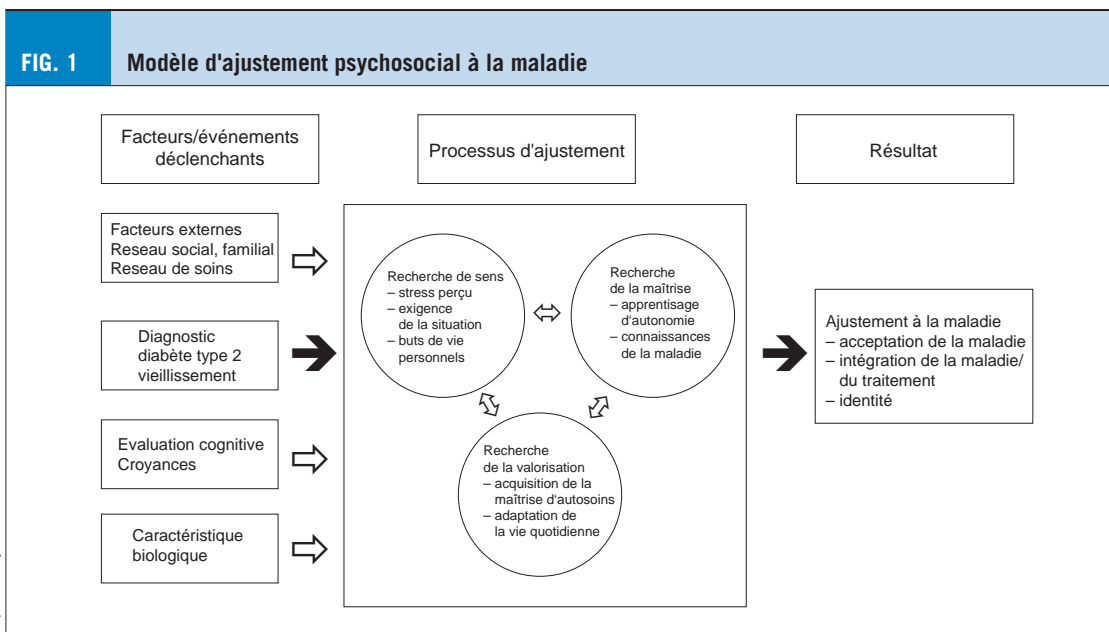 FIG. 1
Modèle d'ajustement psychosocial à la maladie
Facteurs/événements
déclenchants
Processus d'ajustement
Résultat
Facteurs externes
Reseau social, familial
Reseau de soins
Diagnostic
diabète type 2
vieillissement
Evaluation cognitive
Croyances
Caractéristique
biologique
Recherche de sens
– stress perçu
– exigence
de la situation
– buts de vie
personnels
Recherche
de la maîtrise
– apprentisage
d'autonomie
– connaissances
de la maladie
Recherche
de la valorisation
– acquisition de la
maîtrise d'autosoins
– adaptation de
la vie quotidienne
Ajustement à la maladie
– acceptation de la maladie
– intégration de la maladie/
du traitement
– identité